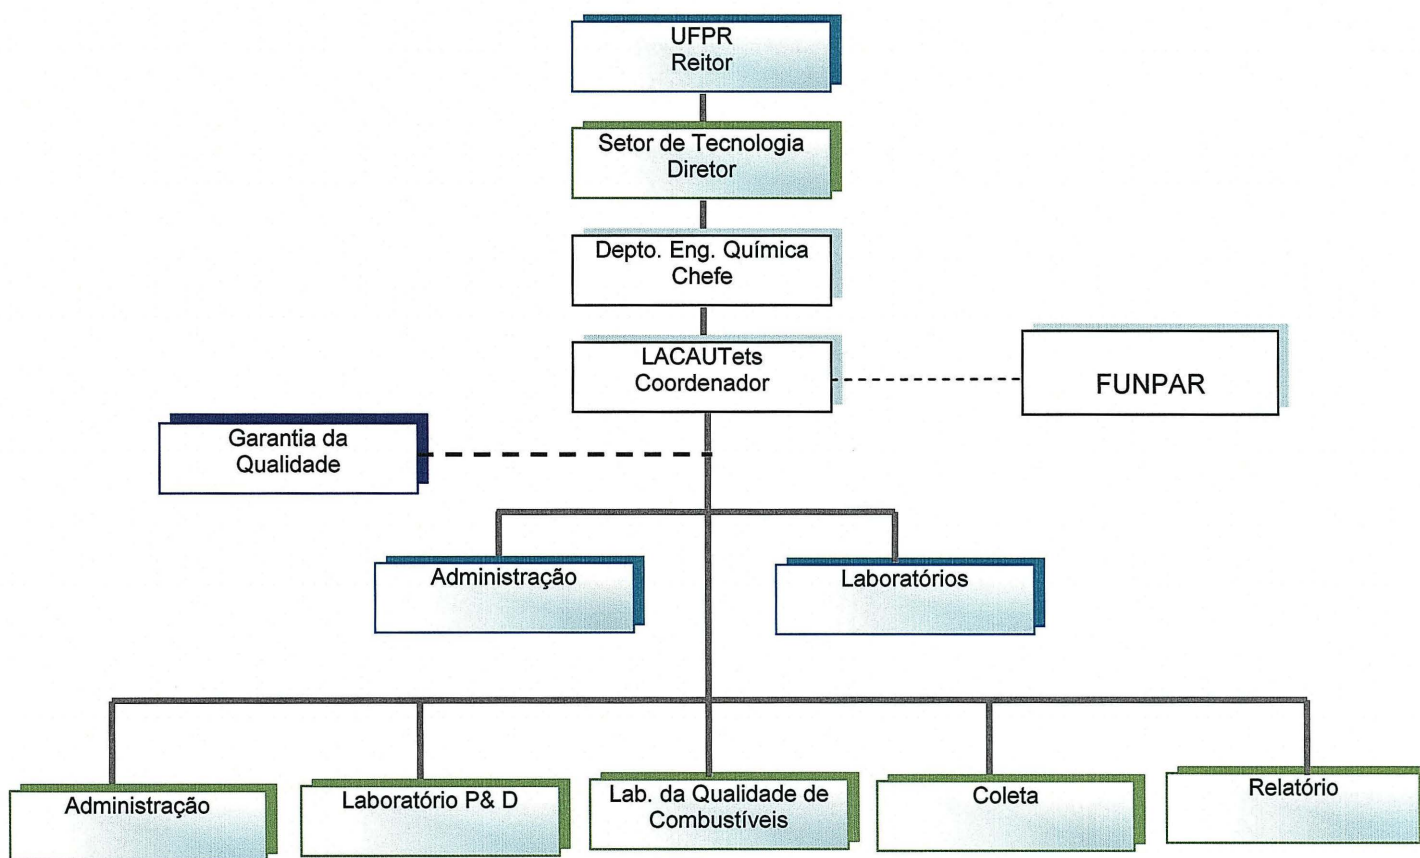 UFPR
Reitor
Setor de Tecnologia
Diretor
Depto. Eng. Química
Chefe
LACAUTets
Coordenador
FUNPAR
Garantia da
Qualidade
Administração
Laboratórios
Administração
Laboratório P& D
Lab. da Qualidade de
Combustíveis
Coleta
Relatório